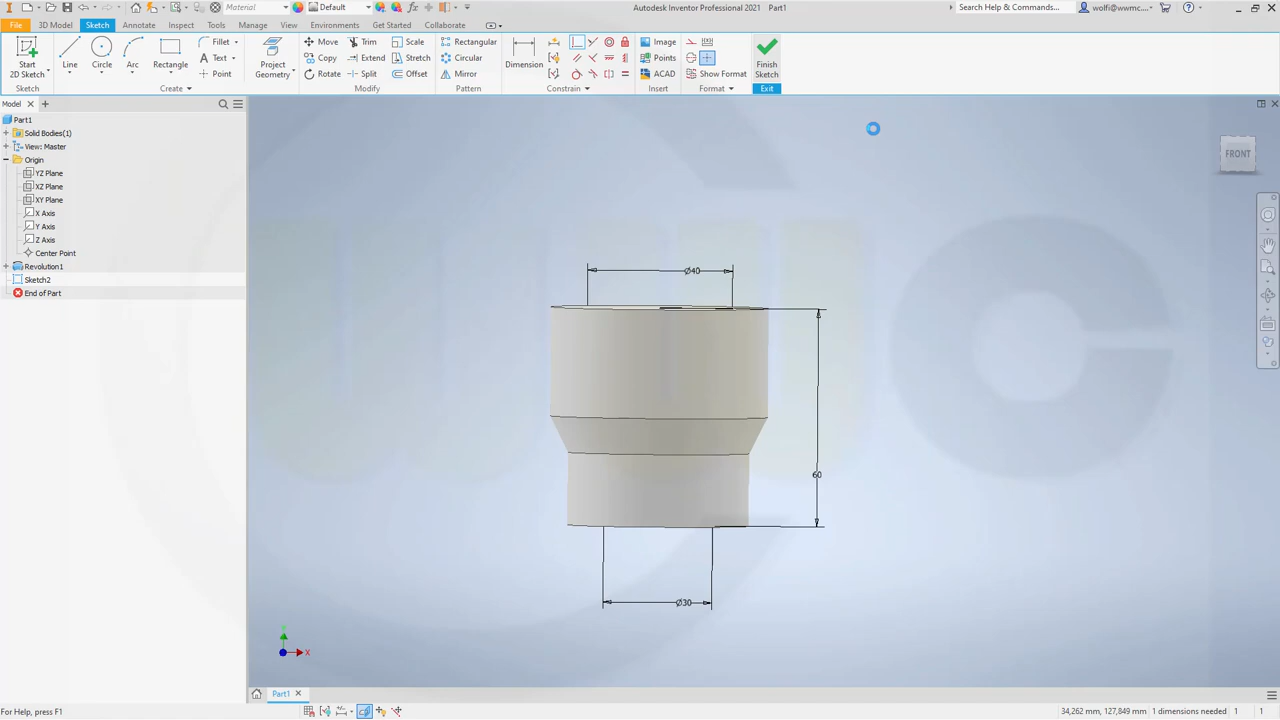 Material
Default
Autodesk Inventor Professional 2021 Part1
Search Help & Commands...
wolfi@wwmc....
File
3D Model
Sketch
Annotate
Inspect
Tools
Manage
View
Environments
Get Started
Collaborate
Start
2D Sketch
Line
Circle
Arc
Rectangle
Fillet
Text
Point
Project
Geometry
Move
Copy
Rotate
Trim
Extend
Split
Scale
Stretch
Offset
Rectangular
Circular
Mirror
Dimension
Image
Points
ACAD
Show Format
Finish
Sketch
Sketch
Create
Modify
Pattern
Constrain
Insert
Format
Exit
Model
Part1
Solid Bodies(1)
View: Master
Origin
YZ Plane
XZ Plane
XY Plane
X Axis
Y Axis
Z Axis
Center Point
Revolution1
Sketch2
End of Part
FRONT
Ø40
60
Ø30
X
Part1
For Help, press F1
34,262 mm, 127,849 mm
1 dimensions needed
1
1